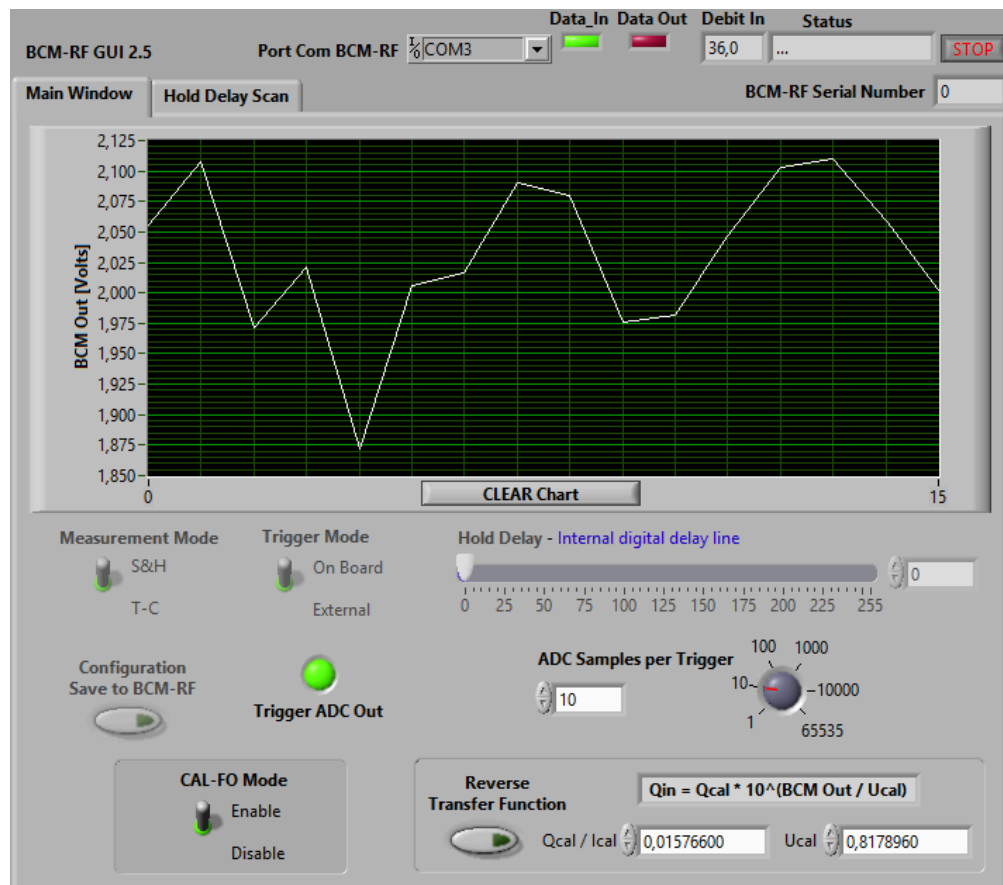 Data_In Data Out Debit In Status
BCM-RF GUI 2.5 Port Com BCM-RF COM3 36,0 ... STOP
Main Window Hold Delay Scan BCM-RF Serial Number 0
2,125
2,100
2,075
2,050
2,025
2,000
1,975
1,950
1,925
1,900
1,875
1,850
BCM Out [Volts]
0 CLEAR Chart 15
Measurement Mode Trigger Mode Hold Delay - Internal digital delay line
S&H On Board 0
T-C External 0 25 50 75 100 125 150 175 200 225 255
Configuration
Save to BCM-RF
Trigger ADC Out
ADC Samples per Trigger
10
100 1000
10 10000
1 65535
CAL-FO Mode
Enable
Disable
Reverse
Transfer Function
Qin = Qcal * 10^(BCM Out / Ucal)
Qcal / Ical 0,01576600 Ucal 0,8178960